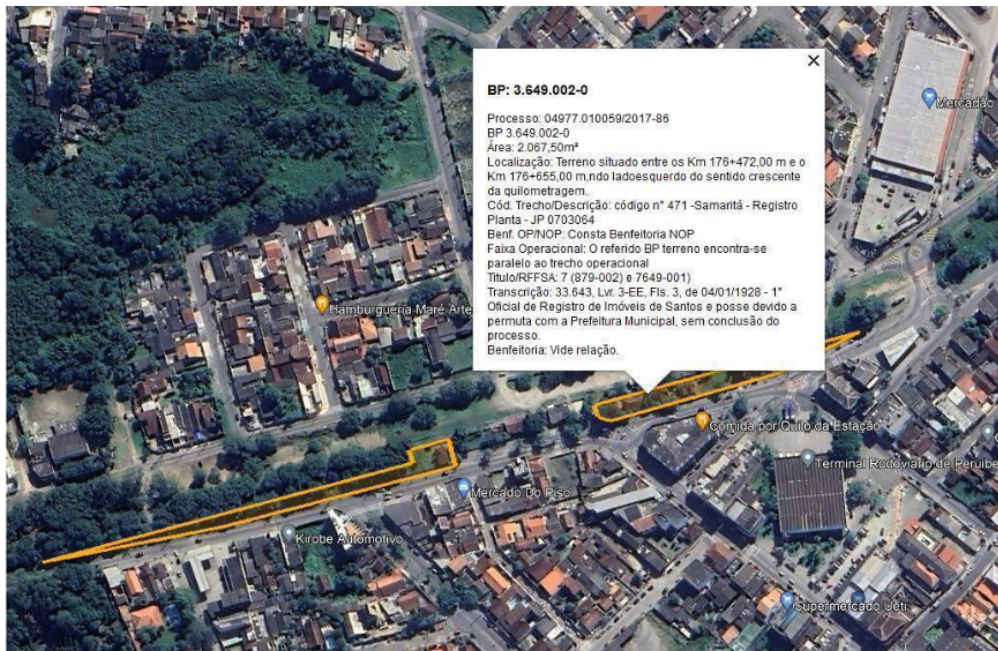 ×
BP: 3.649.002-0
Processo: 04977.010059/2017-86
BP 3.649.002-0
Área: 2.067,50m²
Localização: Terreno situado entre os Km 176+472,00 m e o
Km 176+655,00 m,ndo ladoesquerdo do sentido crescente
da quilometragem.
Cód. Trecho/Descrição: código n° 471 -Samaritá - Registro
Planta - JP 0703064
Benf. OP/NOP: Consta Benfeitoria NOP
Faixa Operacional: O referido BP terreno encontra-se
paralelo ao trecho operacional
Titulo/RFFSA: 7 (879-002) e 7649-001)
Transcrição: 33.643, Lvr. 3-EE, Fls. 3, de 04/01/1928 - 1°
Oficial de Registro de Imóveis de Santos e posse devido a
permuta com a Prefeitura Municipal, sem conclusão do
processo.
Benfeitoria: Vide relação.
Mercadão
Hamburgueria Maré Arte
Comida por Quilo da Estação
Terminal Rodoviário de Peruíbe
Mercado Do Piso
Kirobe Automotivo
Supermercado Ueti